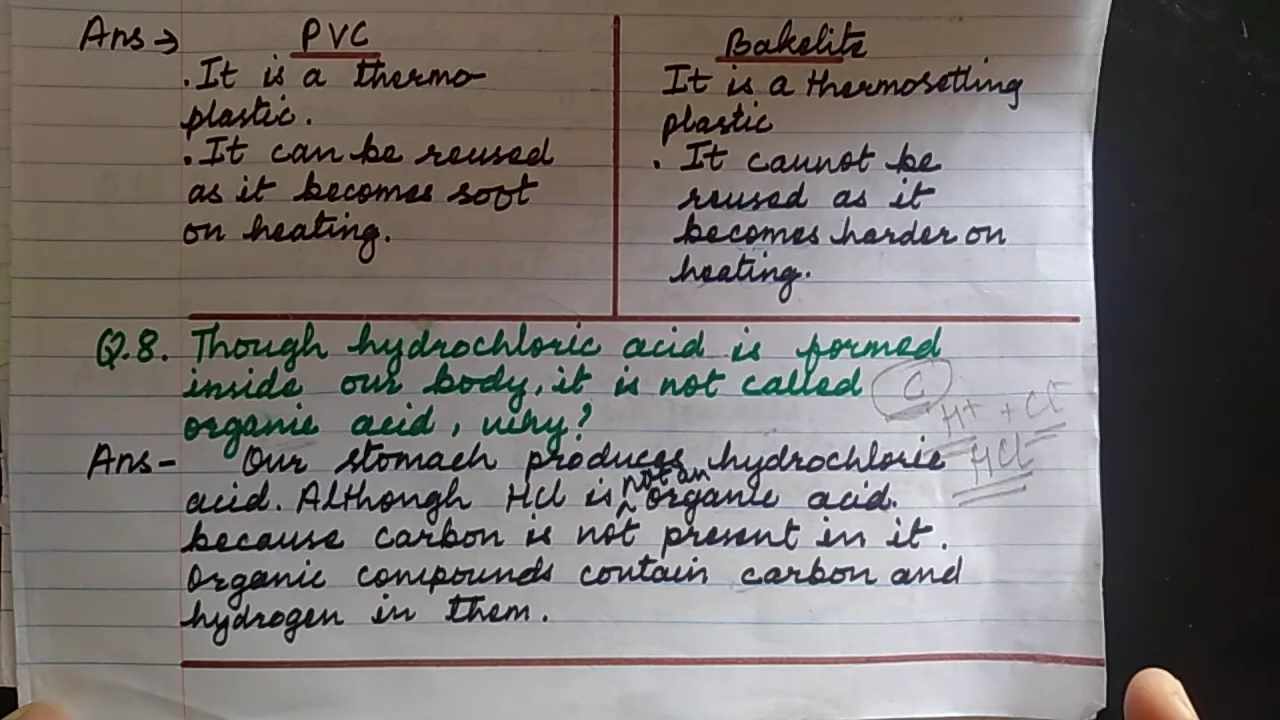 Ans → PVC
. It is a thermo-
plastic.
. It can be reused
as it becomes soft
on heating.
Bakelite
It is a thermosetling
plastic
. It cannot be
reused as it
becomes harder on
heating.
Q.8. Though hydrochloric acid is formed
inside our body, it is not called
organic acid, why?
C
H+ + Cl-
HCl
Ans- Our stomach produces hydrochloric
acid. Although HCl is not an organic acid.
because carbon is not present in it.
Organic compounds contain carbon and
hydrogen in them.